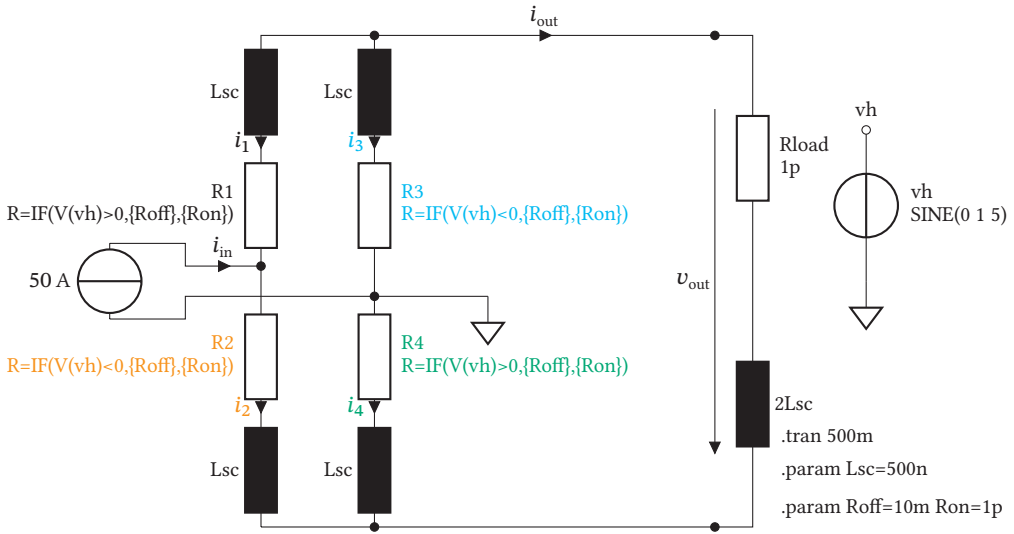 iout
Lsc
Lsc
i1
i3
R1
R=IF(V(vh)>0,{Roff},{Ron})
R3
R=IF(V(vh)<0,{Roff},{Ron})
Rload
1p
vh
vh
SINE(0 1 5)
iin
50 A
vout
R2
R=IF(V(vh)<0,{Roff},{Ron})
R4
R=IF(V(vh)>0,{Roff},{Ron})
i2
i4
2Lsc
.tran 500m
Lsc
Lsc
.param Lsc=500n
.param Roff=10m Ron=1p